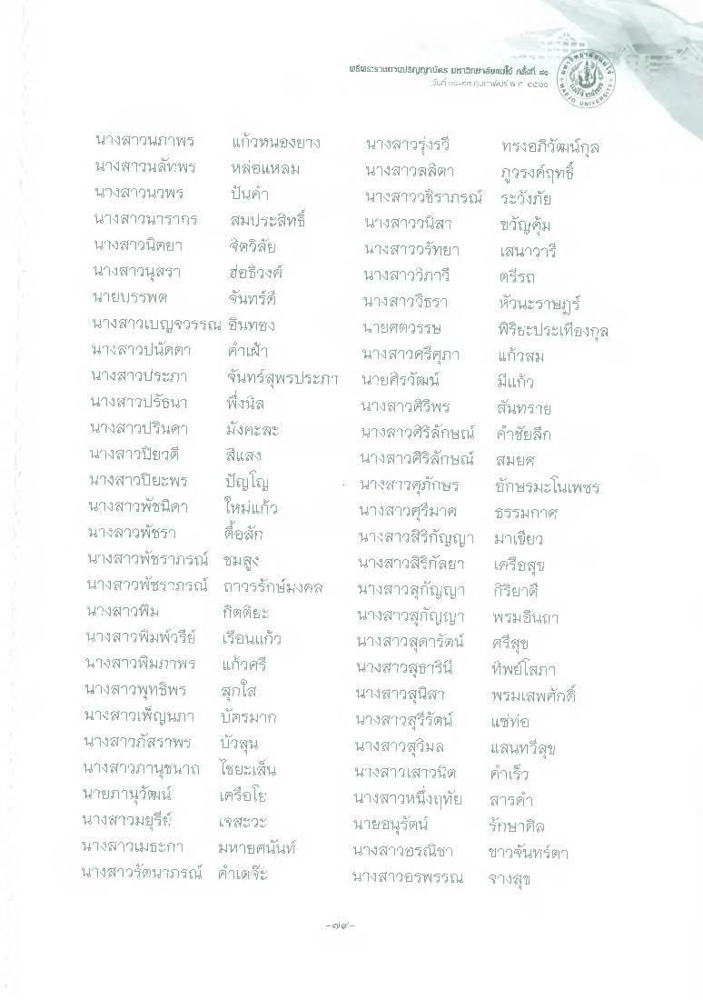 พิธีพระราชทานปริญญาบัตร มหาวิทยาลัยแม่โจ้ ครั้งที่
มหาวิทยาลัยแม่โจ้
MAEJO UNIVERSITY
นางสาวนภาพร แก้วหนองยาง
นางสาวนลัทพร หล่อแหลม
นางสาวนวพร ปันคำ
นางสาวนารากร สมประสิทธิ์
นางสาวนิตยา จิตวิลัย
นางสาวนุสรา ฮ่อธิวงค์
นายบรรพต จันทร์ดี
นางสาวเบญจวรรณ อินทอง
นางสาวปนัดดา คำเฝ้า
นางสาวประภา จันทร์สุพรประภา
นางสาวปรัธนา พึ่งนิล
นางสาวปรินดา มังคะละ
นางสาวปิยวดี สีแสง
นางสาวปิยะพร ปัญโญ
นางสาวพัชนิดา ใหม่แก้ว
นางสาวพัชรา ตื้อสัก
นางสาวพัชราภรณ์ ชมสูง
นางสาวพัชราภรณ์ ถาวรรักษ์มงคล
นางสาวพิม กิตติยะ
นางสาวพิมพ์วรีย์ เรือนแก้ว
นางสาวพิมภาพร แก้วศรี
นางสาวพุทธิพร สุกใส
นางสาวเพ็ญนภา บัตรมาก
นางสาวภัสราพร บัวลุน
นางสาวภานุชนาถ ไชยะเส็น
นายภานุวัฒน์ เครือโย
นางสาวมยุรีย์ เจสะวะ
นางสาวเมธะกา มหายศนันท์
นางสาวรัตนาภรณ์ คำเตจ๊ะ
นางสาวรุ่งรวี ทรงอภิวัฒน์กุล
นางสาวลลิตา ภูวรงค์ฤทธิ์
นางสาววชิราภรณ์ ระวังภัย
นางสาววนิสา ขวัญคุ้ม
นางสาววรัทยา เสนาวารี
นางสาววิภาวี ตรีรถ
นางสาววีธรา หัวนะราษฎร์
นายศตวรรษ พิริยะประเทืองกุล
นางสาวศรีศุภา แก้วสม
นายศิรวัฒน์ มีแก้ว
นางสาวศิริพร สันทราย
นางสาวศิริลักษณ์ คำชัยลึก
นางสาวศิริลักษณ์ สมยศ
นางสาวศุภักษร อักษรมะโนเพชร
นางสาวศุรีมาศ ธรรมกาศ
นางสาวสิริกัญญา มาเขียว
นางสาวสิริกัลยา เครือสุข
นางสาวสุกัญญา กิริยาดี
นางสาวสุกัญญา พรมอินถา
นางสาวสุดารัตน์ ศรีสุข
นางสาวสุธารินี ทิพย์โสภา
นางสาวสุนิสา พรมเสพศักดิ์
นางสาวสุรีรัตน์ แซ่ท่อ
นางสาวสุวิมล แสนทวีสุข
นางสาวเสาวนิต คำเร็ว
นางสาวหนึ่งฤทัย สารคำ
นายอนุรัตน์ รักษาศิล
นางสาวอรณิชา ขาวจันทร์ตา
นางสาวอรพรรณ จางสุข
-๗๙-